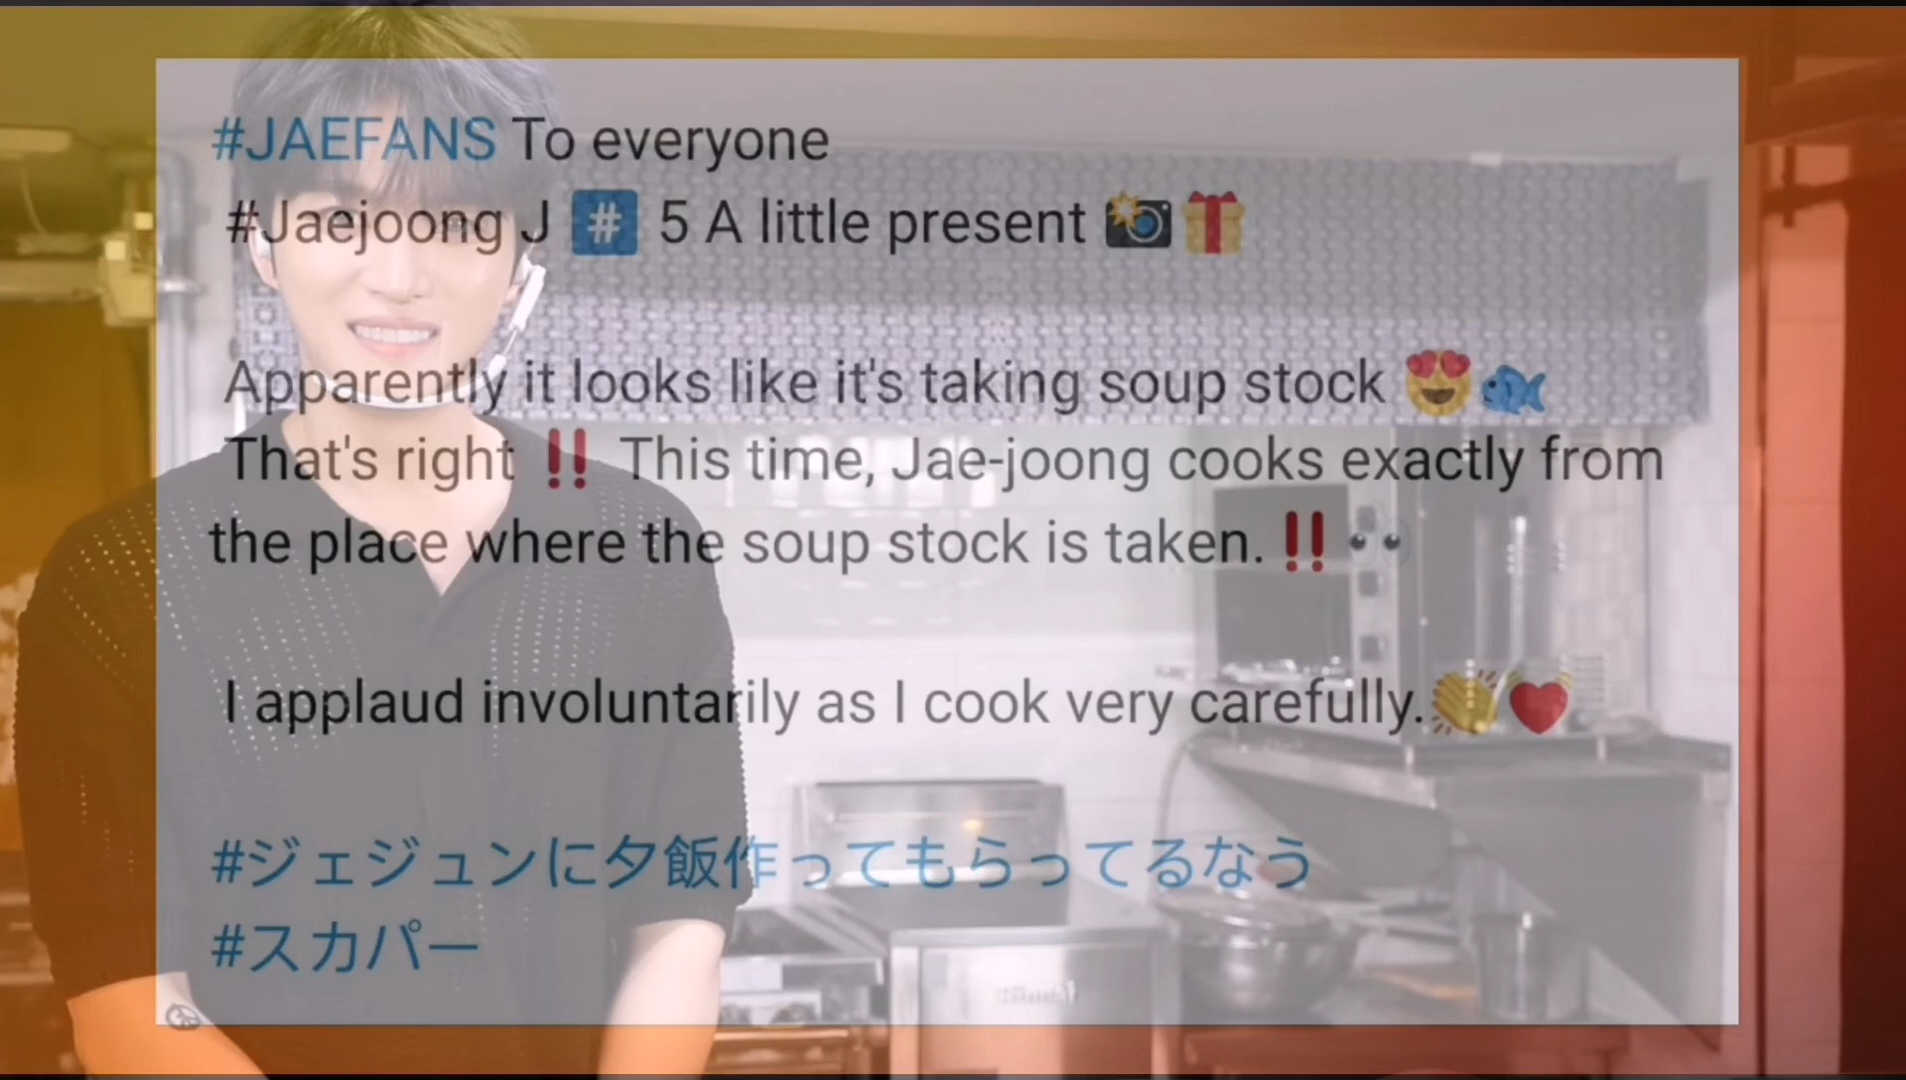 #JAEFANS To everyone
#Jaejoong J #️⃣ 5 A little present 📸🎁
Apparently it looks like it's taking soup stock 😍🐟
That's right ‼️ This time, Jae-joong cooks exactly from
the place where the soup stock is taken. ‼️👀
I applaud involuntarily as I cook very carefully.👏💓
#ジェジュンに夕飯作ってもらってるなう
#スカパー